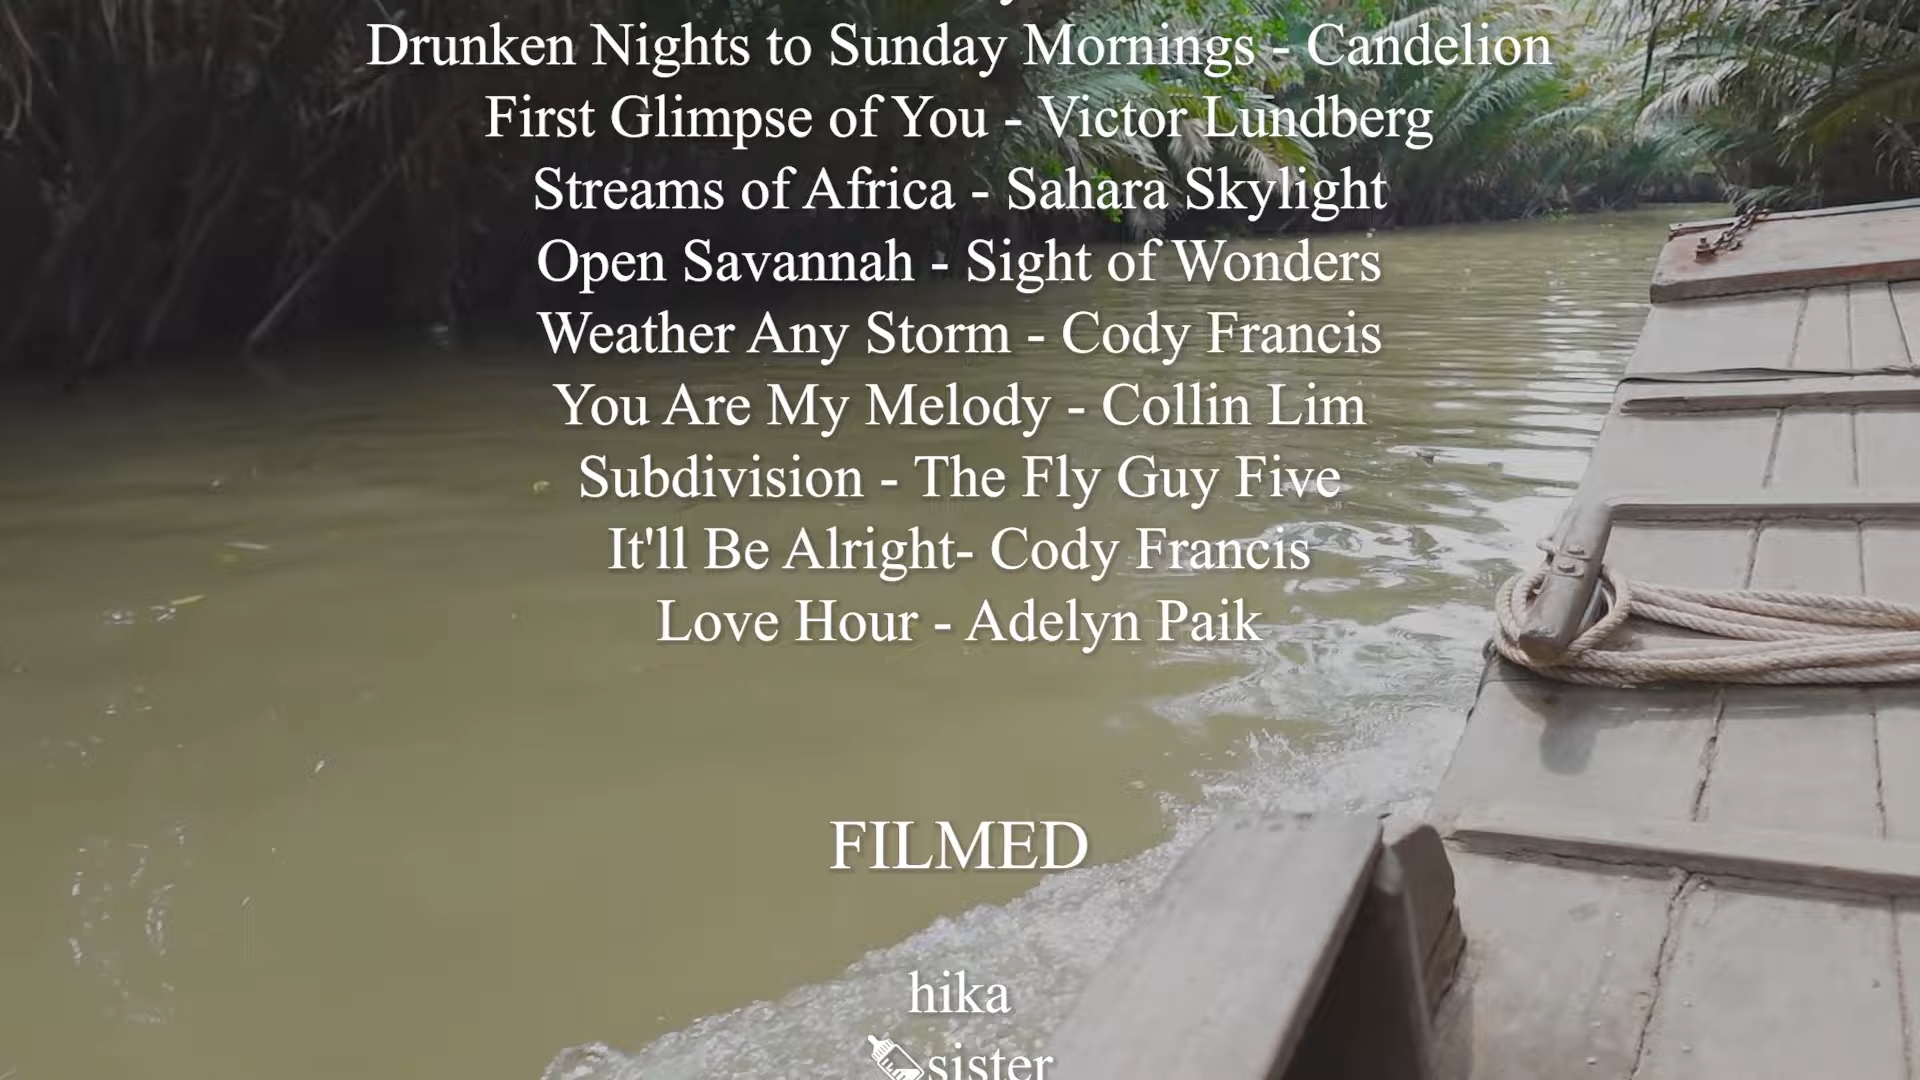 Drunken Nights to Sunday Mornings - Candelion
First Glimpse of You - Victor Lundberg
Streams of Africa - Sahara Skylight
Open Savannah - Sight of Wonders
Weather Any Storm - Cody Francis
You Are My Melody - Collin Lim
Subdivision - The Fly Guy Five
It'll Be Alright- Cody Francis
Love Hour - Adelyn Paik
FILMED
hika
🍼sister